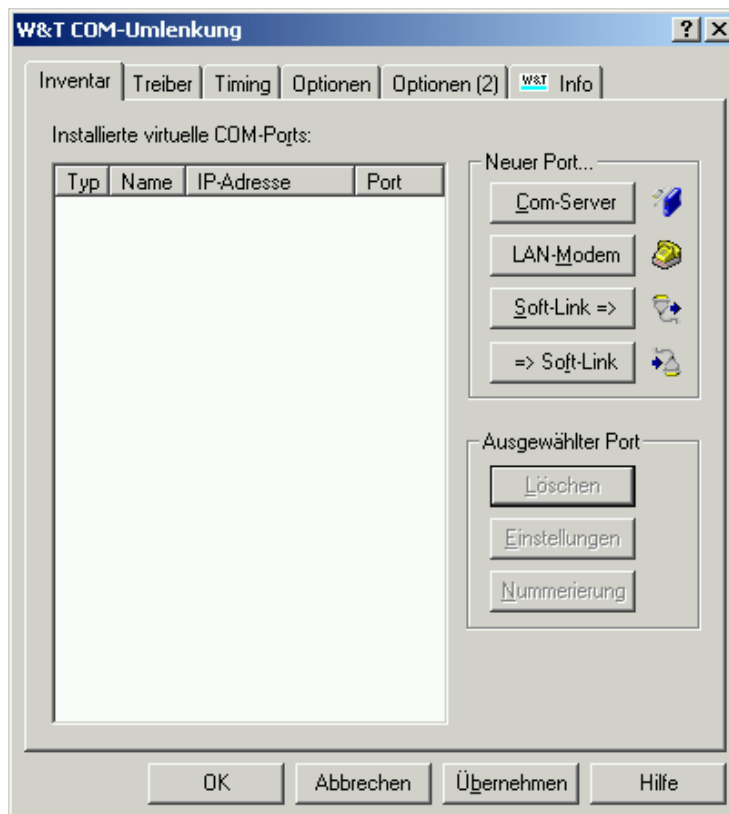 W&T COM-Umlenkung
Inventar Treiber Timing Optionen Optionen (2) W&T Info
Installierte virtuelle COM-Ports:
Typ Name IP-Adresse Port
Neuer Port...
Com-Server
LAN-Modem
Soft-Link =>
=> Soft-Link
Ausgewählter Port
Löschen
Einstellungen
Nummerierung
OK Abbrechen Übernehmen Hilfe